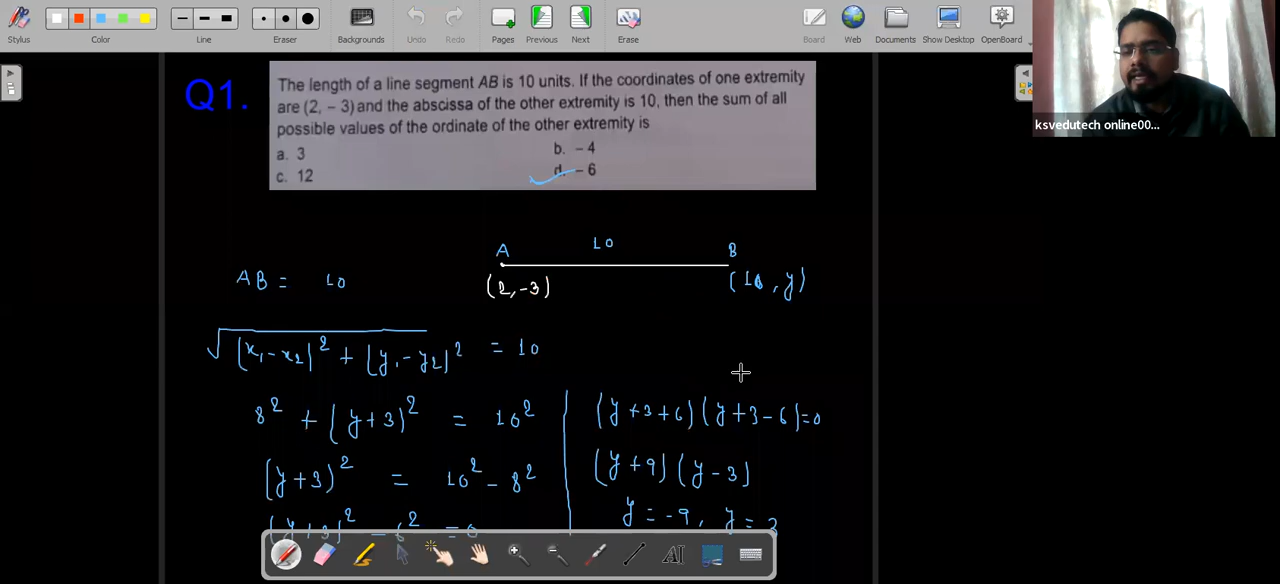 Stylus Color Line Eraser Backgrounds Undo Redo Pages Previous Next Erase Board Web Documents Show Desktop OpenBoard
ksvedutech online00...
Q1.
The length of a line segment AB is 10 units. If the coordinates of one extremity
are (2, – 3) and the abscissa of the other extremity is 10, then the sum of all
possible values of the ordinate of the other extremity is
a. 3 b. – 4
c. 12 d. – 6
A 10 B
(2, -3) (10, y)
AB = 10
√(x₁-x₂)² + (y₁-y₂)² = 10
8² + (y+3)² = 10²
(y+3)² = 10² - 8²
(y+3)² - 6² = 0
(y+3+6)(y+3-6)=0
(y+9)(y-3)
y = -9, y = 3